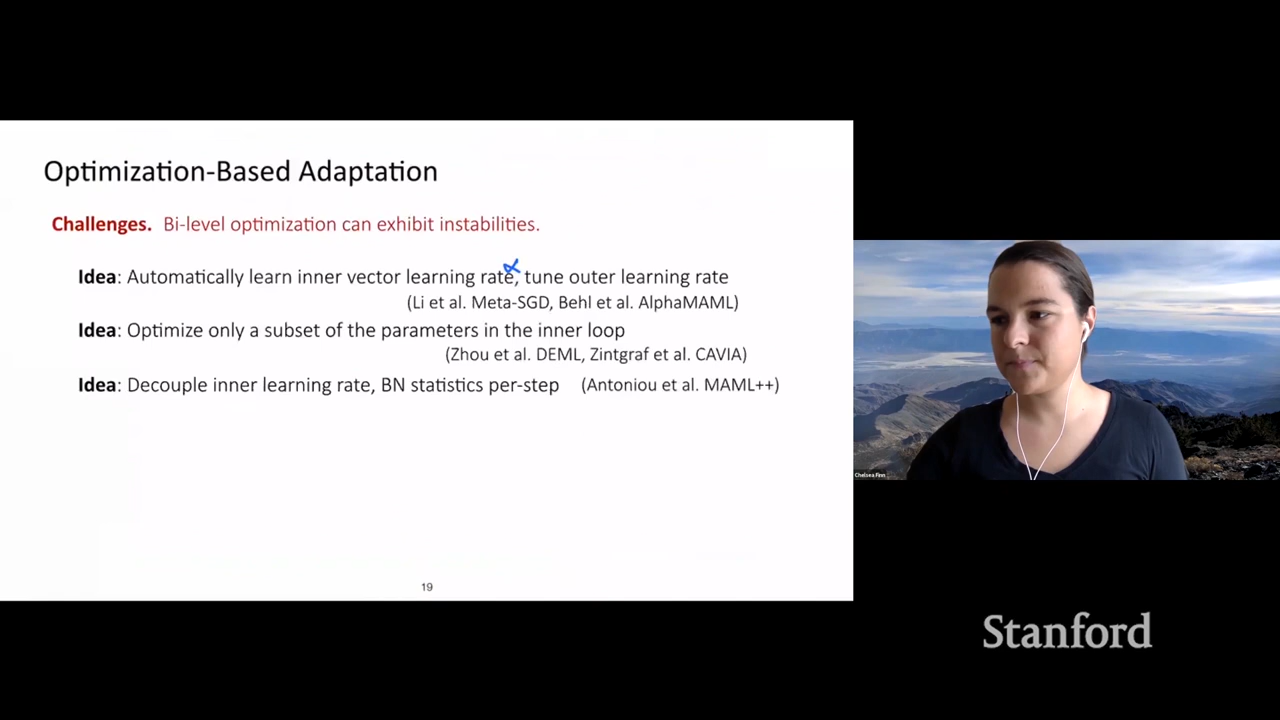 Optimization-Based Adaptation
Challenges. Bi-level optimization can exhibit instabilities.
α
Idea: Automatically learn inner vector learning rate, tune outer learning rate
(Li et al. Meta-SGD, Behl et al. AlphaMAML)
Idea: Optimize only a subset of the parameters in the inner loop
(Zhou et al. DEML, Zintgraf et al. CAVIA)
Idea: Decouple inner learning rate, BN statistics per-step (Antoniou et al. MAML++)
19
Chelsea Finn
Stanford